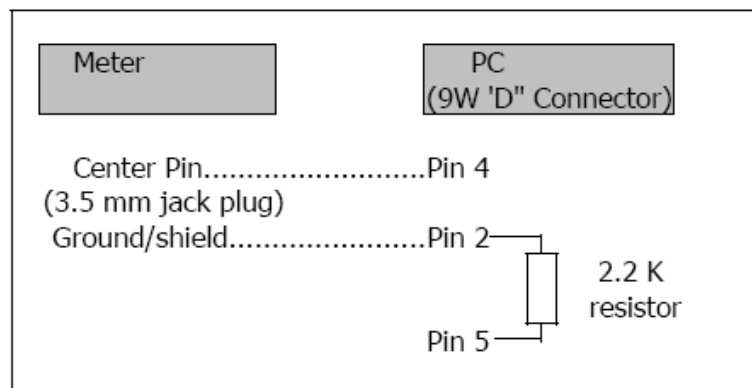 Meter
PC
(9W 'D" Connector)
Center Pin..........................Pin 4
(3.5 mm jack plug)
Ground/shield.......................Pin 2
2.2 K
resistor
Pin 5